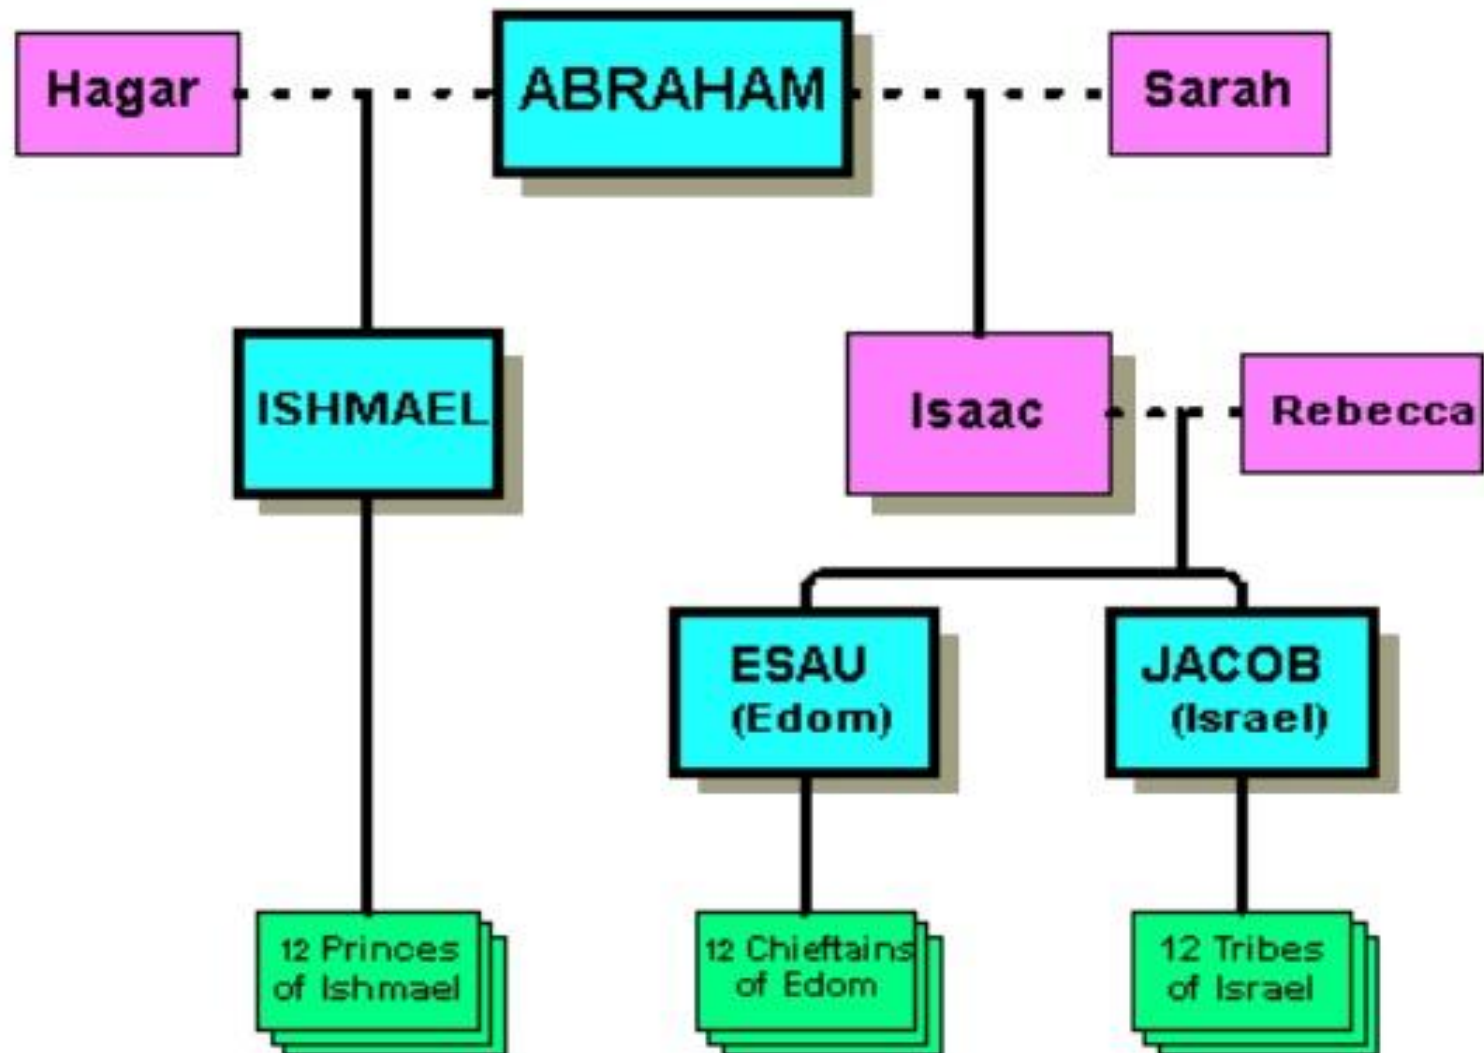 Hagar
ABRAHAM
Sarah
ISHMAEL
Isaac
Rebecca
ESAU
(Edom)
JACOB
(Israel)
12 Princes
of Ishmael
12 Chieftains
of Edom
12 Tribes
of Israel